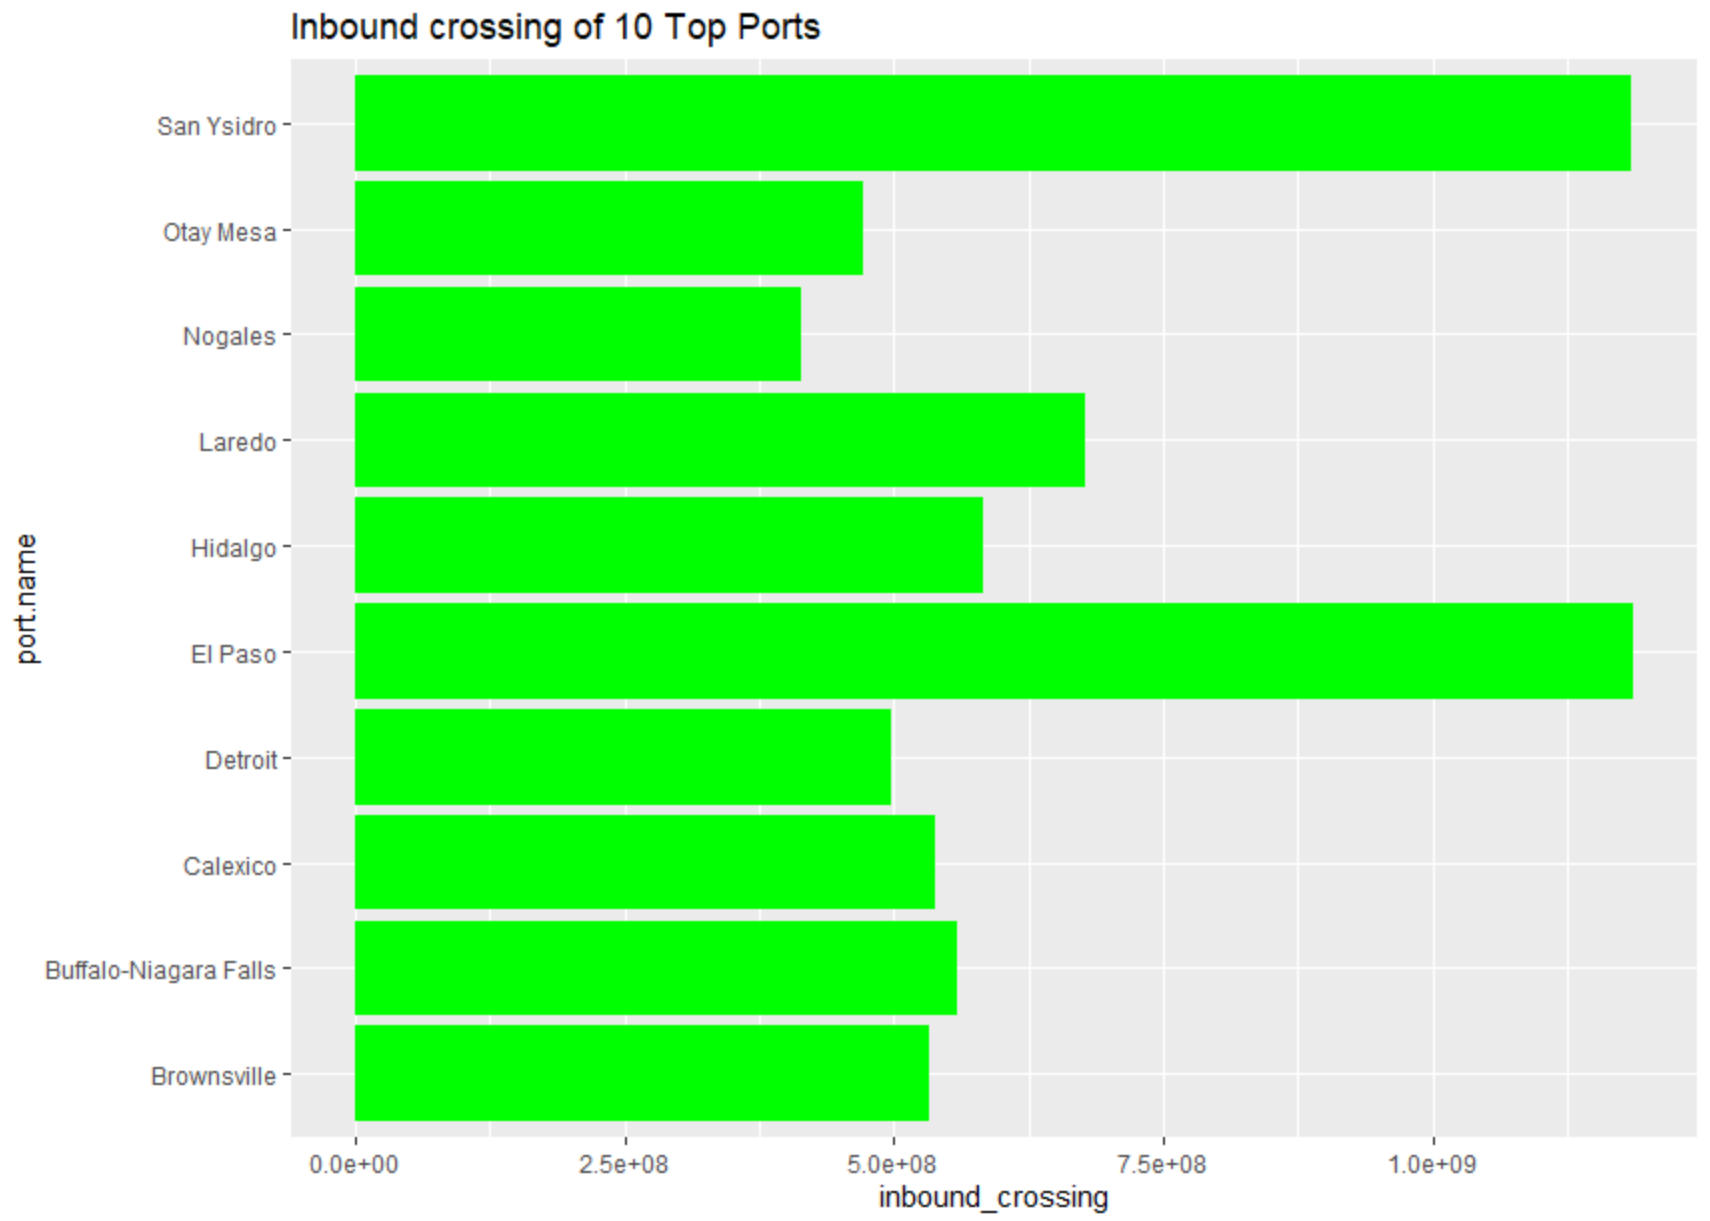 Inbound crossing of 10 Top Ports
San Ysidro
Otay Mesa
Nogales
Laredo
Hidalgo
El Paso
Detroit
Calexico
Buffalo-Niagara Falls
Brownsville
port.name
0.0e+00 2.5e+08 5.0e+08 7.5e+08 1.0e+09
inbound_crossing